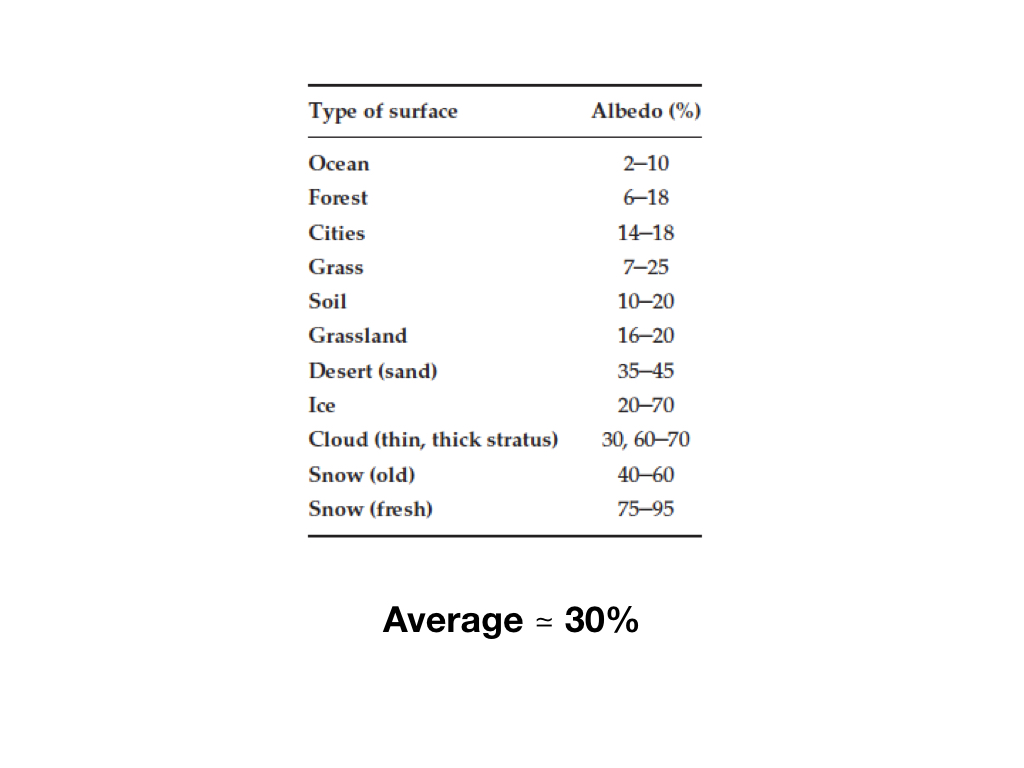 Type of surface Albedo (%)
Ocean 2–10
Forest 6–18
Cities 14–18
Grass 7–25
Soil 10–20
Grassland 16–20
Desert (sand) 35–45
Ice 20–70
Cloud (thin, thick stratus) 30, 60–70
Snow (old) 40–60
Snow (fresh) 75–95
Average ≃ 30%